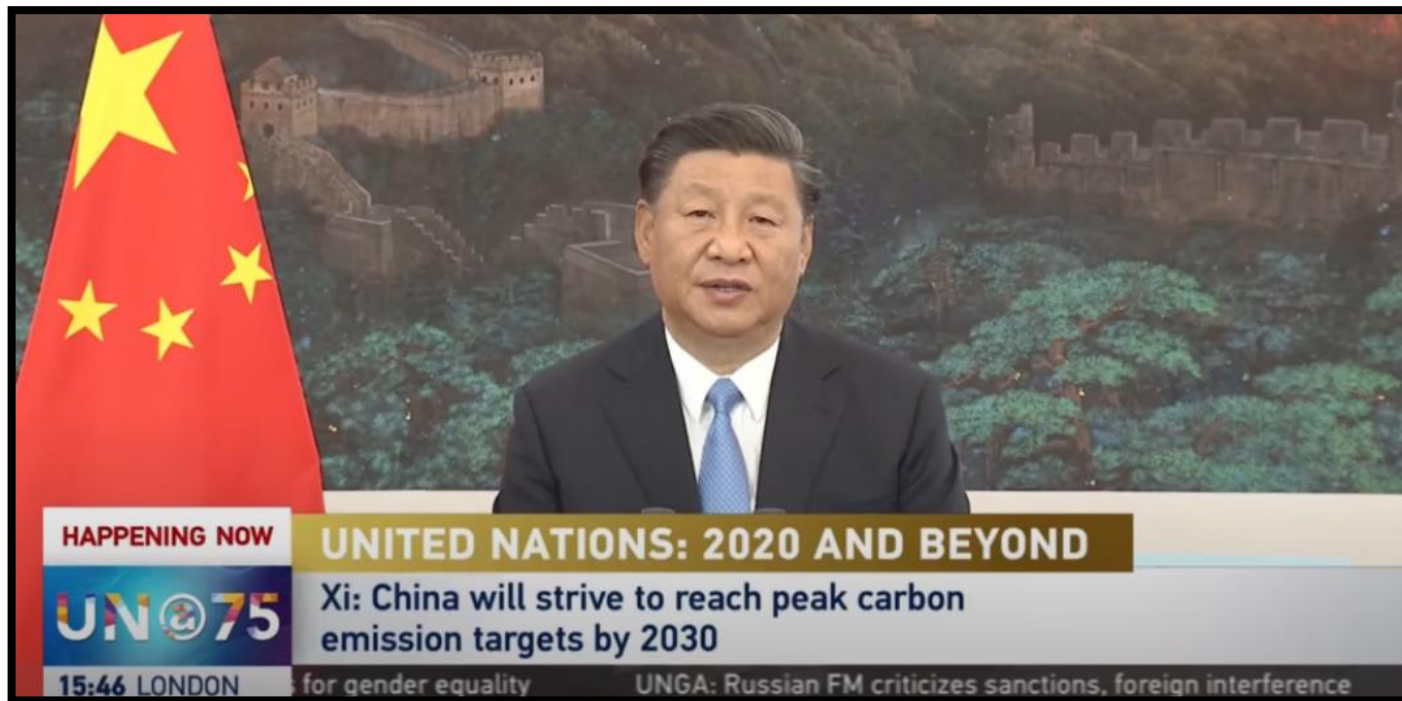 HAPPENING NOW
UNITED NATIONS: 2020 AND BEYOND
UN@75
Xi: China will strive to reach peak carbon
emission targets by 2030
15:46 LONDON
for gender equality
UNGA: Russian FM criticizes sanctions, foreign interference